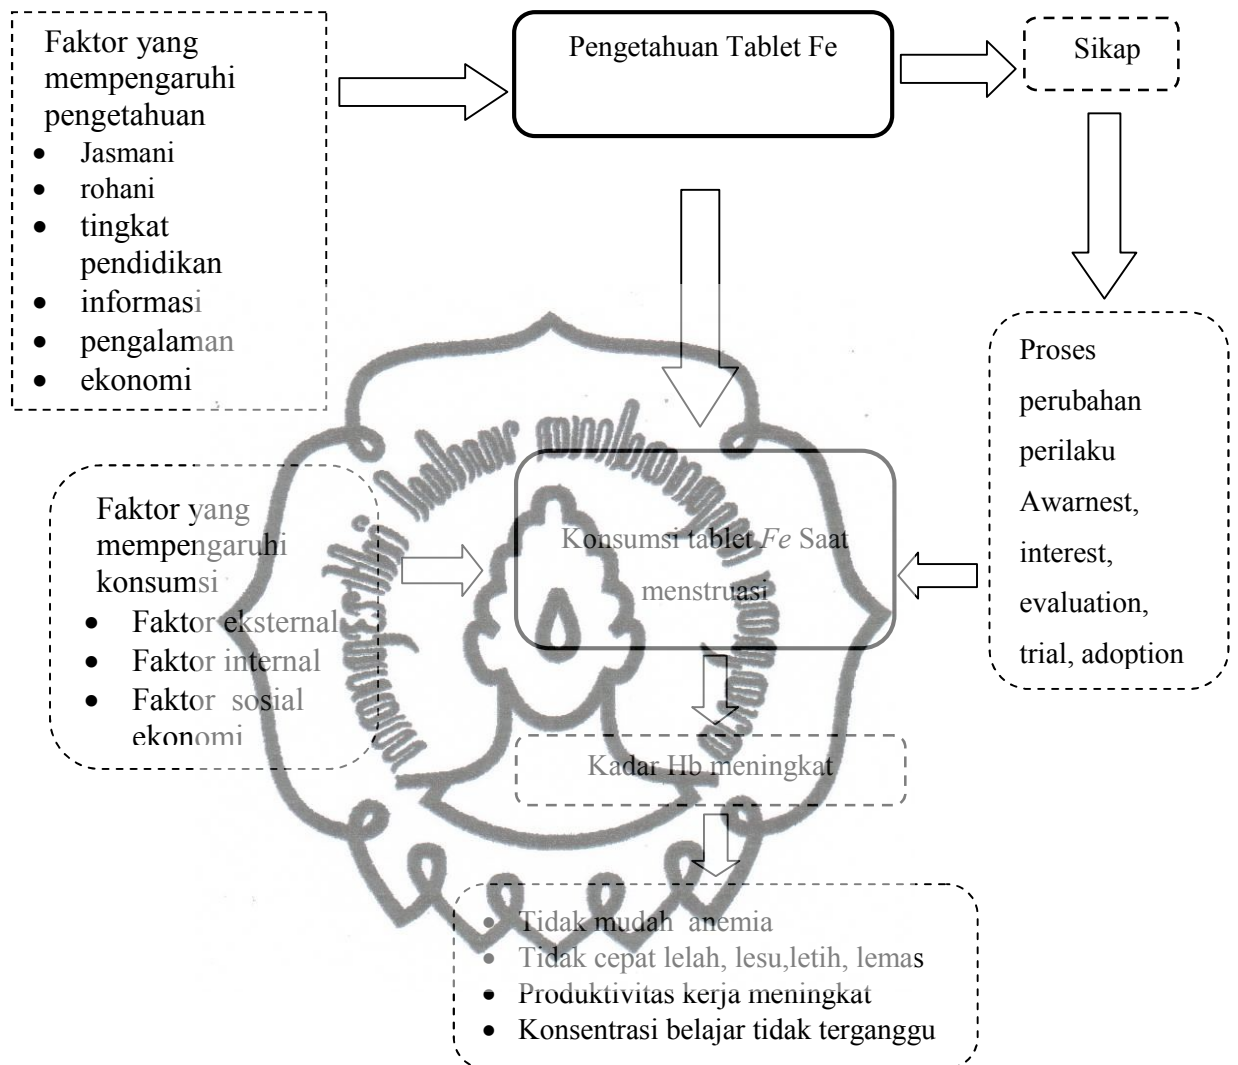 Faktor yang
mempengaruhi
pengetahuan
• Jasmani
• rohani
• tingkat
pendidikan
• informasi
• pengalaman
• ekonomi
Pengetahuan Tablet Fe
Sikap
Proses
perubahan
perilaku
Awarnest,
interest,
evaluation,
trial, adoption
Faktor yang
mempengaruhi
konsumsi
• Faktor eksternal
• Faktor internal
• Faktor sosial
ekonomi
Konsumsi tablet Fe Saat
menstruasi
Kadar Hb meningkat
• Tidak mudah anemia
• Tidak cepat lelah, lesu,letih, lemas
• Produktivitas kerja meningkat
• Konsentrasi belajar tidak terganggu